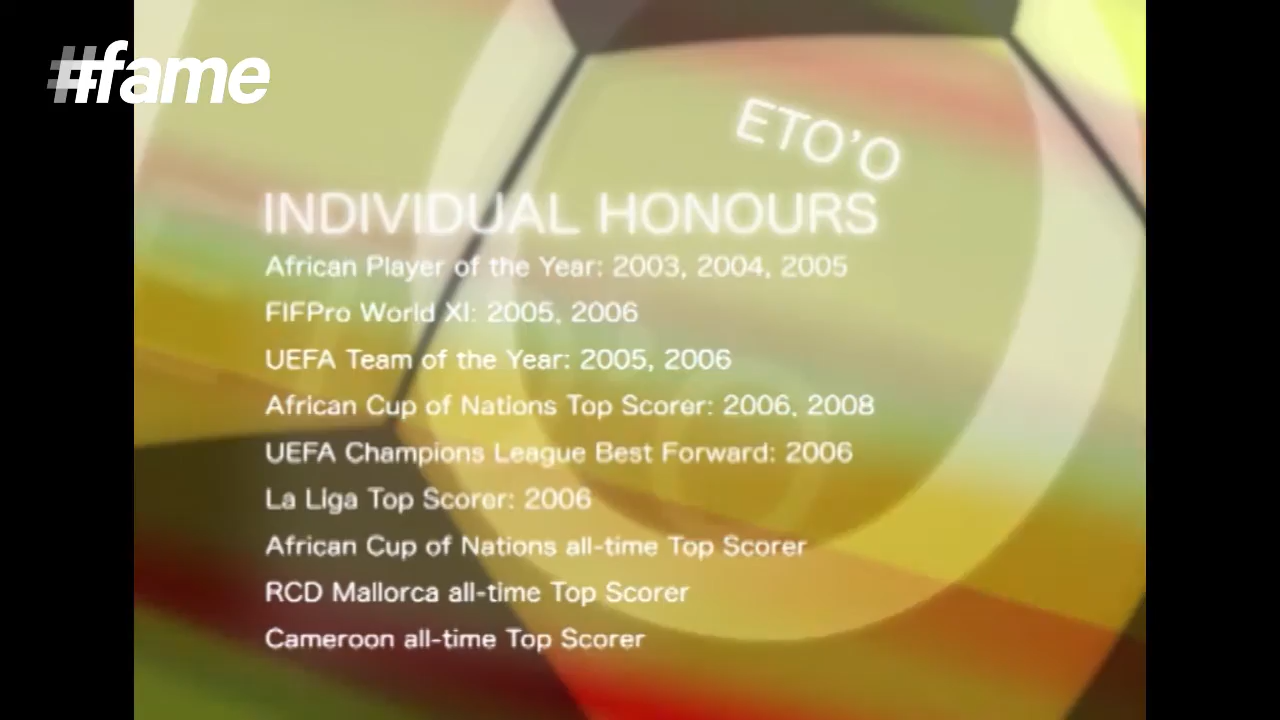 #fame
ETO'O
INDIVIDUAL HONOURS
African Player of the Year: 2003, 2004, 2005
FIFPro World XI: 2005, 2006
UEFA Team of the Year: 2005, 2006
African Cup of Nations Top Scorer: 2006, 2008
UEFA Champions League Best Forward: 2006
La Liga Top Scorer: 2006
African Cup of Nations all-time Top Scorer
RCD Mallorca all-time Top Scorer
Cameroon all-time Top Scorer